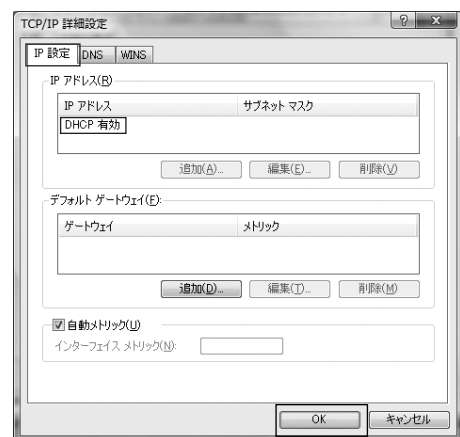 TCP/IP 詳細設定
IP 設定 DNS WINS
IP アドレス(R)
IP アドレス サブネット マスク
DHCP 有効
追加(A)... 編集(E)... 削除(V)
デフォルト ゲートウェイ(F):
ゲートウェイ メトリック
追加(D)... 編集(T)... 削除(M)
自動メトリック(U)
インターフェイス メトリック(N):
OK キャンセル